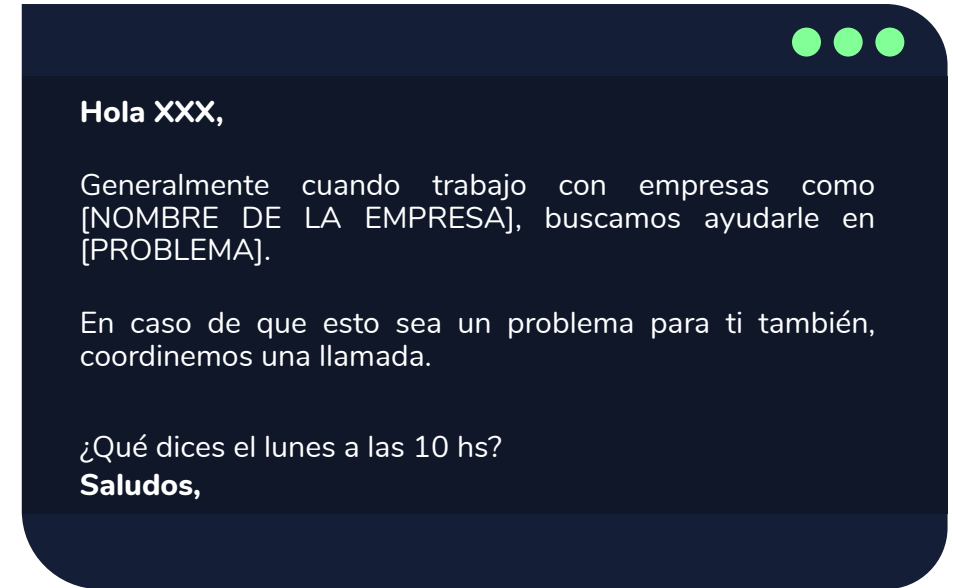 Hola XXX,
Generalmente cuando trabajo con empresas como
[NOMBRE DE LA EMPRESA], buscamos ayudarle en
[PROBLEMA].
En caso de que esto sea un problema para ti también,
coordinemos una llamada.
¿Qué dices el lunes a las 10 hs?
Saludos,